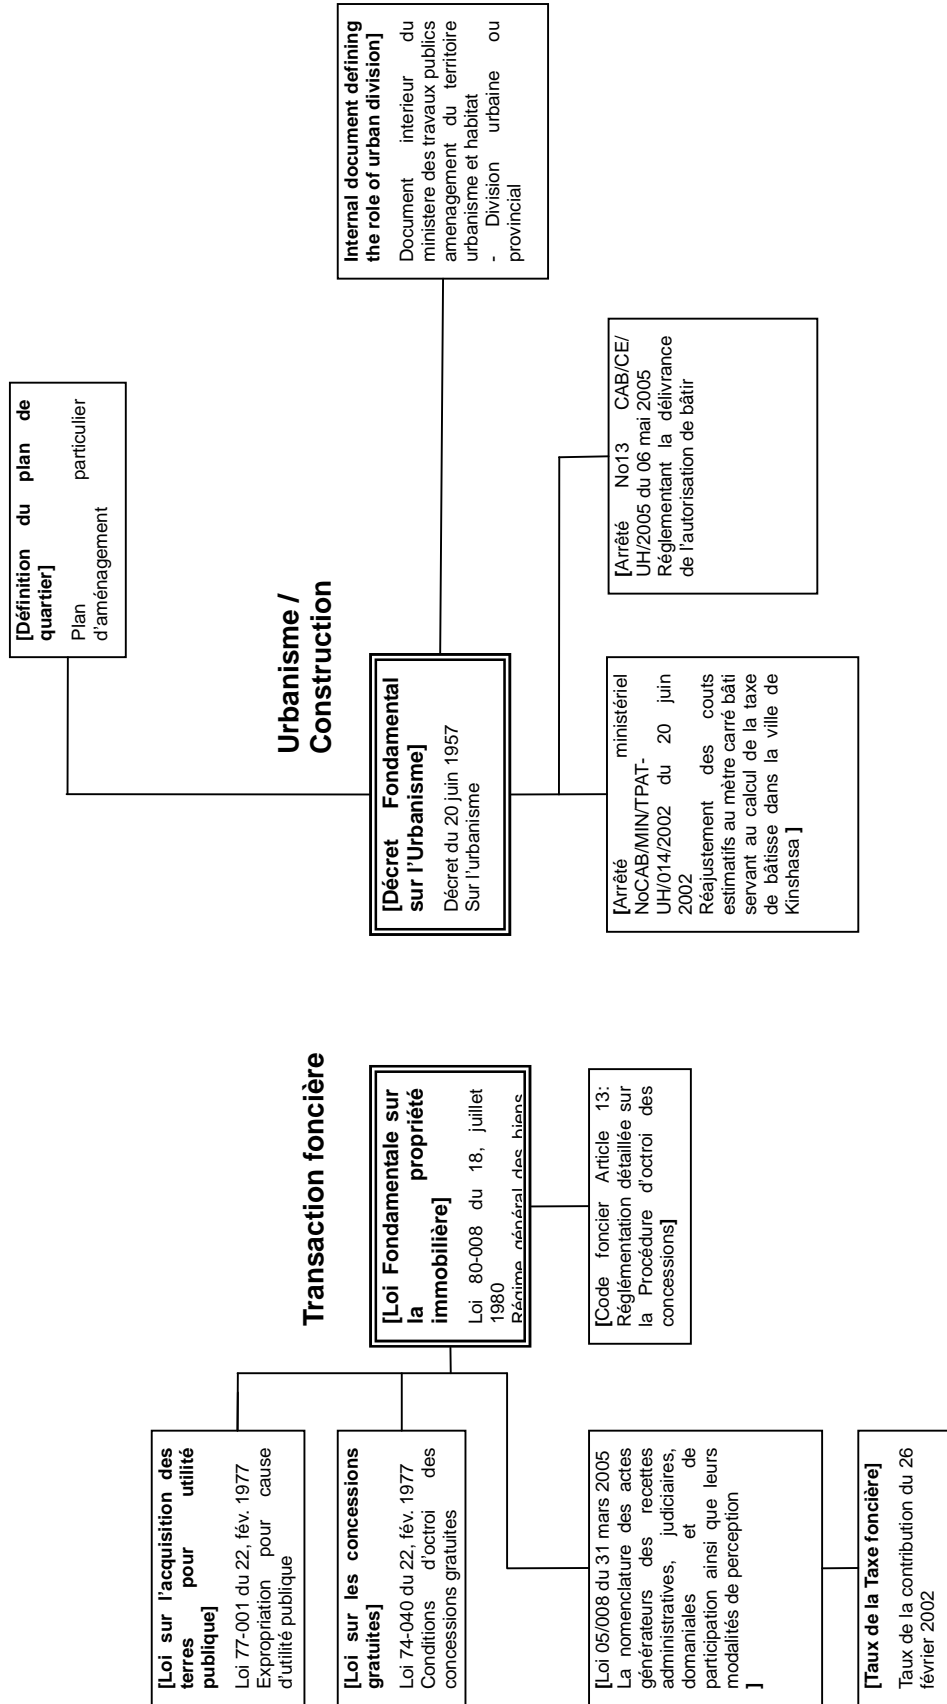 Transaction foncière
[Loi sur l'acquisition des
terres pour utilité
publique]
Loi 77-001 du 22, fév. 1977
Expropriation pour cause
d'utilité publique
[Loi sur les concessions
gratuites]
Loi 74-040 du 22, fév. 1977
Conditions d'octroi des
concessions gratuites
[Loi Fondamentale sur
la propriété
immobilière]
Loi 80-008 du 18, juillet
1980
Régime général des biens
[Loi 05/008 du 31 mars 2005
La nomenclature des actes
générateurs des recettes
administratives, judiciaires,
domaniales et de
participation ainsi que leurs
modalités de perception
]
[Code foncier Article 13:
Réglémentation détaillée sur
la Procédure d'octroi des
concessions]
[Taux de la Taxe foncière]
Taux de la contribution du 26
février 2002
Urbanisme /
Construction
[Définition du plan de
quartier]
Plan particulier
d'aménagement
[Décret Fondamental
sur l'Urbanisme]
Décret du 20 juin 1957
Sur l'urbanisme
Internal document defining
the role of urban division]
Document interieur du
ministere des travaux publics
amenagement du territoire
urbanisme et habitat
- Division urbaine ou
provincial
[Arrêté ministériel
NoCAB/MIN/TPAT-
UH/014/2002 du 20 juin
2002
Réajustement des couts
estimatifs au mètre carré bâti
servant au calcul de la taxe
de bâtisse dans la ville de
Kinshasa ]
[Arrêté No13 CAB/CE/
UH/2005 du 06 mai 2005
Réglementant la délivrance
de l'autorisation de bâtir